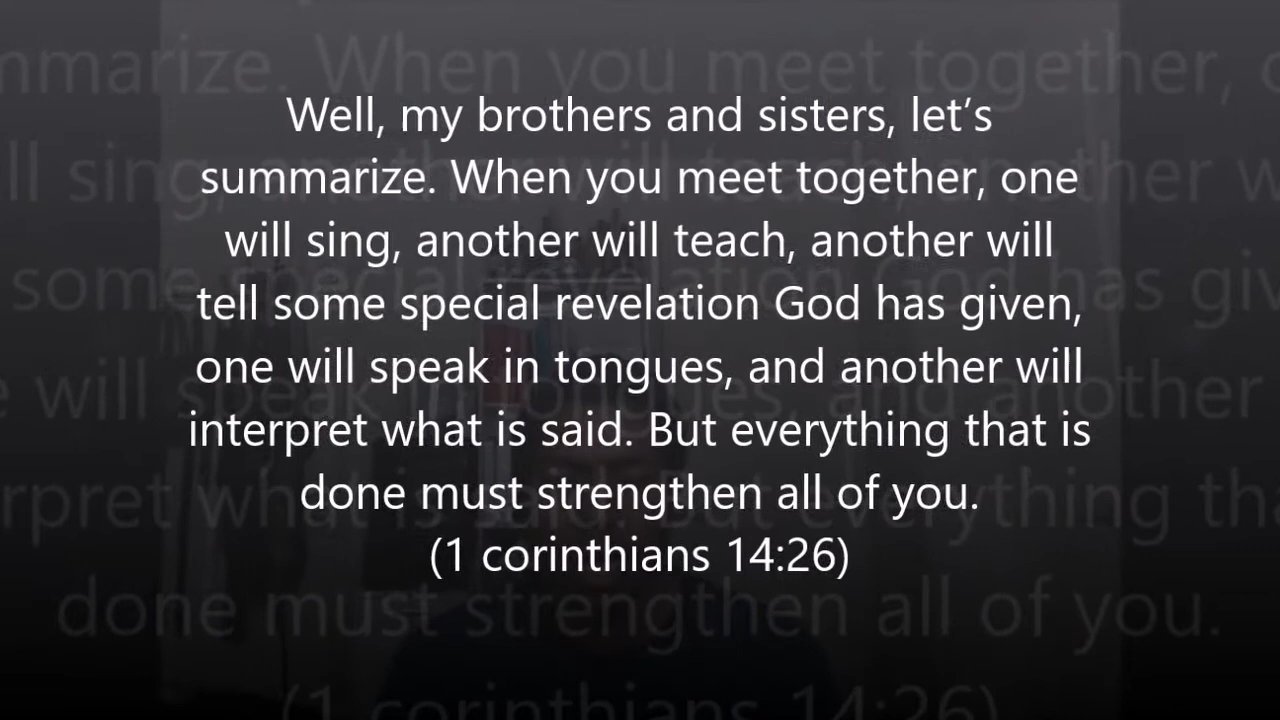 Well, my brothers and sisters, let’s
summarize. When you meet together, one
will sing, another will teach, another will
tell some special revelation God has given,
one will speak in tongues, and another will
interpret what is said. But everything that is
done must strengthen all of you.
(1 corinthians 14:26)